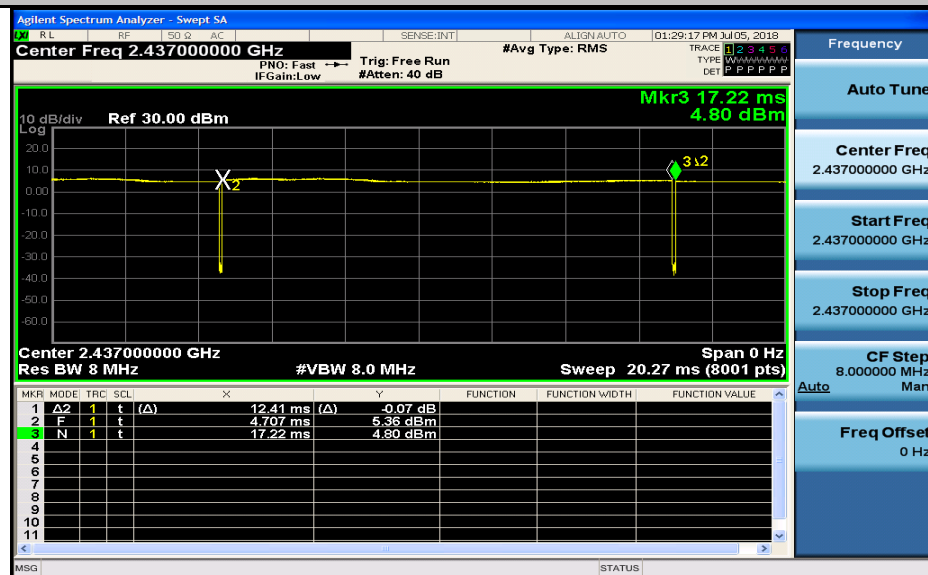 Agilent Spectrum Analyzer - Swept SA
LXI RL RF 50 Ω AC SENSE:INT ALIGN AUTO 01:29:17 PM Jul 05, 2018
Center Freq 2.437000000 GHz
PNO: Fast
IFGain:Low
Trig: Free Run
#Atten: 40 dB
#Avg Type: RMS
TRACE 1 2 3 4 5 6
TYPE WWWWWW
DET P P P P P P
Mkr3 17.22 ms
4.80 dBm
10 dB/div Ref 30.00 dBm
Log
20.0
10.0
0.00
-10.0
-20.0
-30.0
-40.0
-50.0
-60.0
2
3 Δ2
Center 2.437000000 GHz Span 0 Hz
Res BW 8 MHz #VBW 8.0 MHz Sweep 20.27 ms (8001 pts)
MKR MODE TRC SCL X Y FUNCTION FUNCTION WIDTH FUNCTION VALUE
1 Δ2 1 t (Δ) 12.41 ms (Δ) -0.07 dB
2 F 1 t 4.707 ms 5.36 dBm
3 N 1 t 17.22 ms 4.80 dBm
4
5
6
7
8
9
10
11
MSG STATUS
Frequency
Auto Tune
Center Freq
2.437000000 GHz
Start Freq
2.437000000 GHz
Stop Freq
2.437000000 GHz
CF Step
8.000000 MHz
Auto Man
Freq Offset
0 Hz